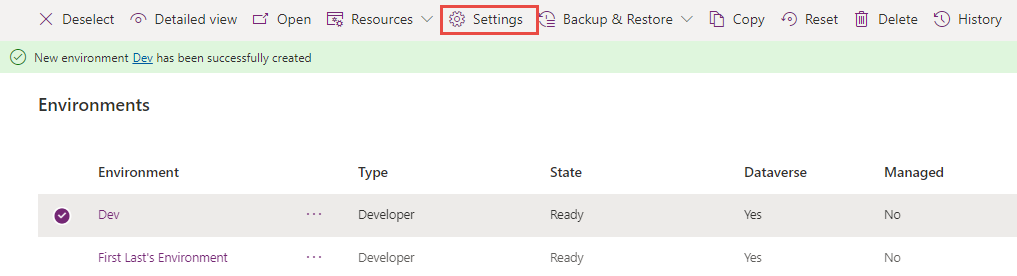 Deselect Detailed view Open Resources Settings Backup & Restore Copy Reset Delete History
New environment Dev has been successfully created
Environments
Environment Type State Dataverse Managed
Dev ... Developer Ready Yes No
First Last's Environment ... Developer Ready Yes No